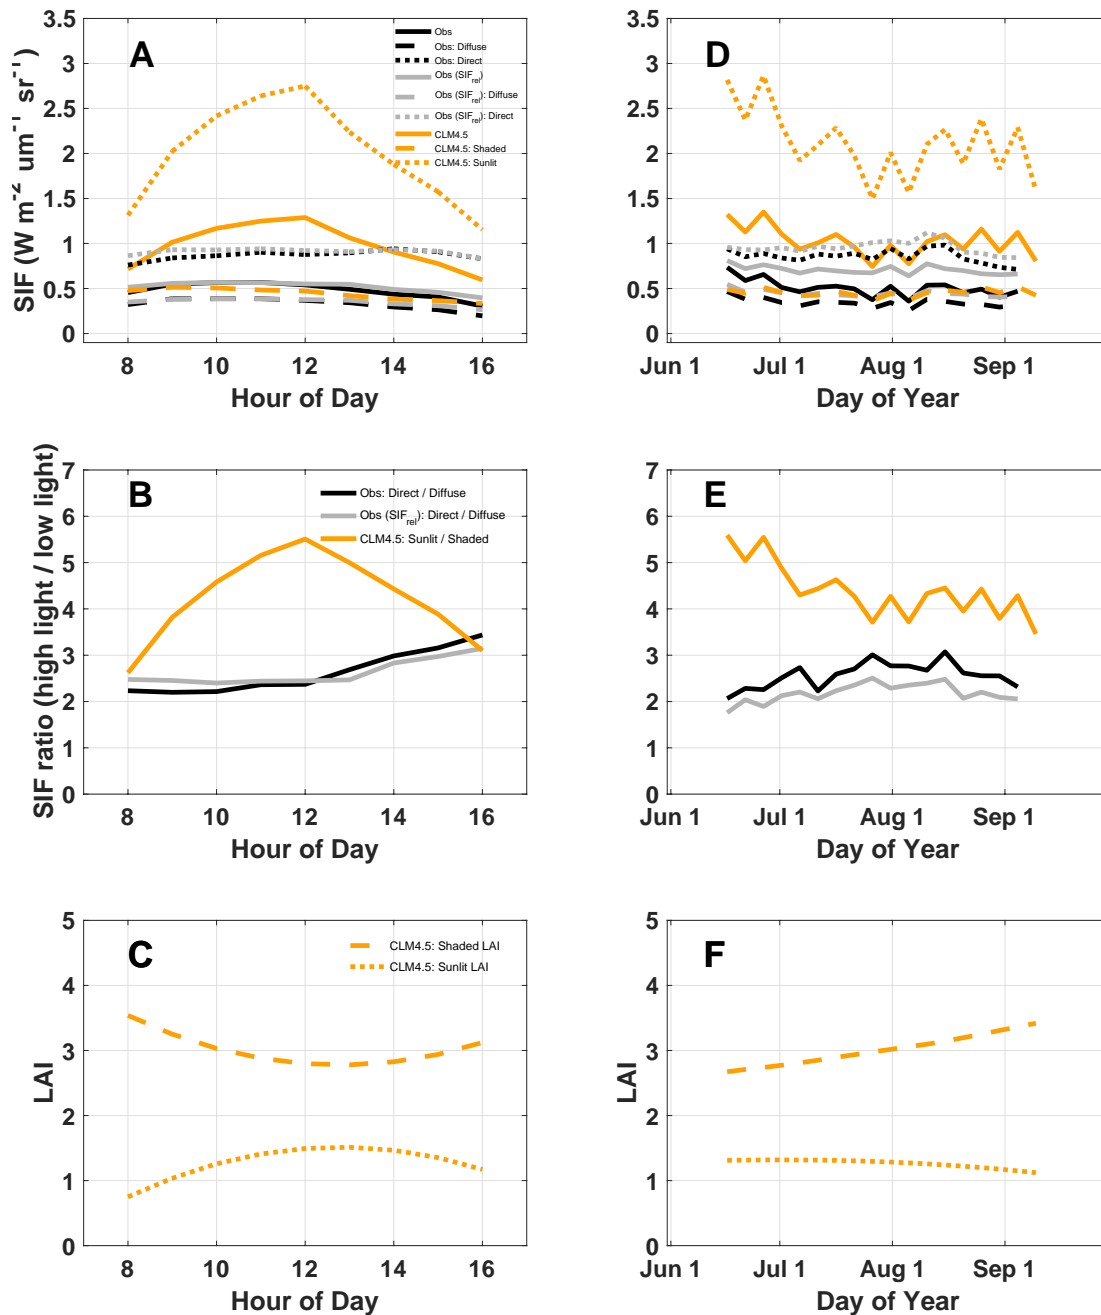 3.5
3
2.5
2
1.5
1
0.5
0
SIF (W m⁻² um⁻¹ sr⁻¹)
A
Obs
Obs: Diffuse
Obs: Direct
Obs (SIF_rel)
Obs (SIF_rel): Diffuse
Obs (SIF_rel): Direct
CLM4.5
CLM4.5: Shaded
CLM4.5: Sunlit
8 10 12 14 16
Hour of Day
3.5
3
2.5
2
1.5
1
0.5
0
D
Jun 1 Jul 1 Aug 1 Sep 1
Day of Year
7
6
5
4
3
2
1
0
SIF ratio (high light / low light)
B
Obs: Direct / Diffuse
Obs (SIF_rel): Direct / Diffuse
CLM4.5: Sunlit / Shaded
8 10 12 14 16
Hour of Day
7
6
5
4
3
2
1
0
E
Jun 1 Jul 1 Aug 1 Sep 1
Day of Year
5
4
3
2
1
0
LAI
C
CLM4.5: Shaded LAI
CLM4.5: Sunlit LAI
8 10 12 14 16
Hour of Day
5
4
3
2
1
0
LAI
F
Jun 1 Jul 1 Aug 1 Sep 1
Day of Year